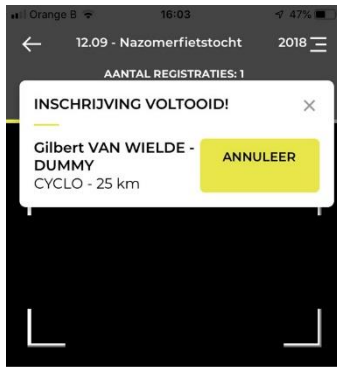 Orange B 16:03 47%
12.09 - Nazomerfietstocht 2018
AANTAL REGISTRATIES: 1
INSCHRIJVING VOLTOOID!
Gilbert VAN WIELDE -
DUMMY
ANNULEER
CYCLO - 25 km